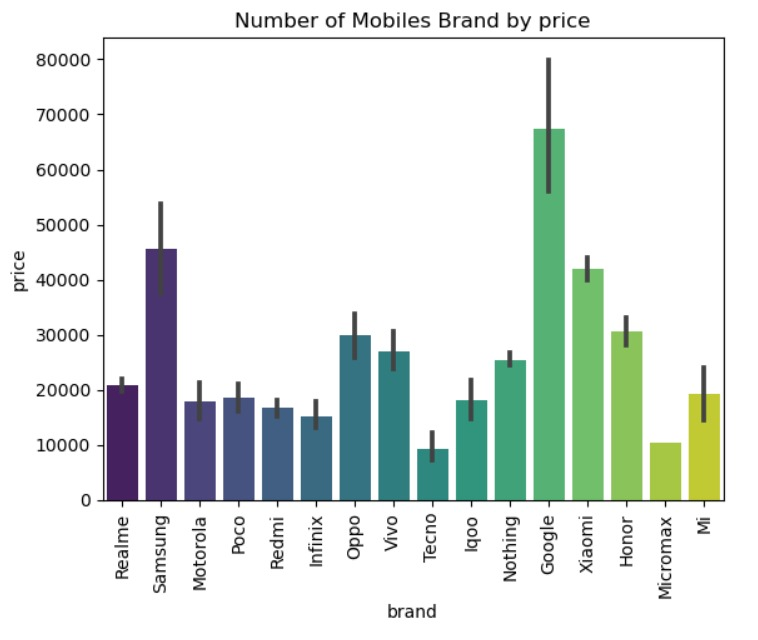 Number of Mobiles Brand by price
80000
70000
60000
50000
40000
30000
20000
10000
0
price
Realme
Samsung
Motorola
Poco
Redmi
Infinix
Oppo
Vivo
Tecno
Iqoo
Nothing
Google
Xiaomi
Honor
Micromax
Mi
brand